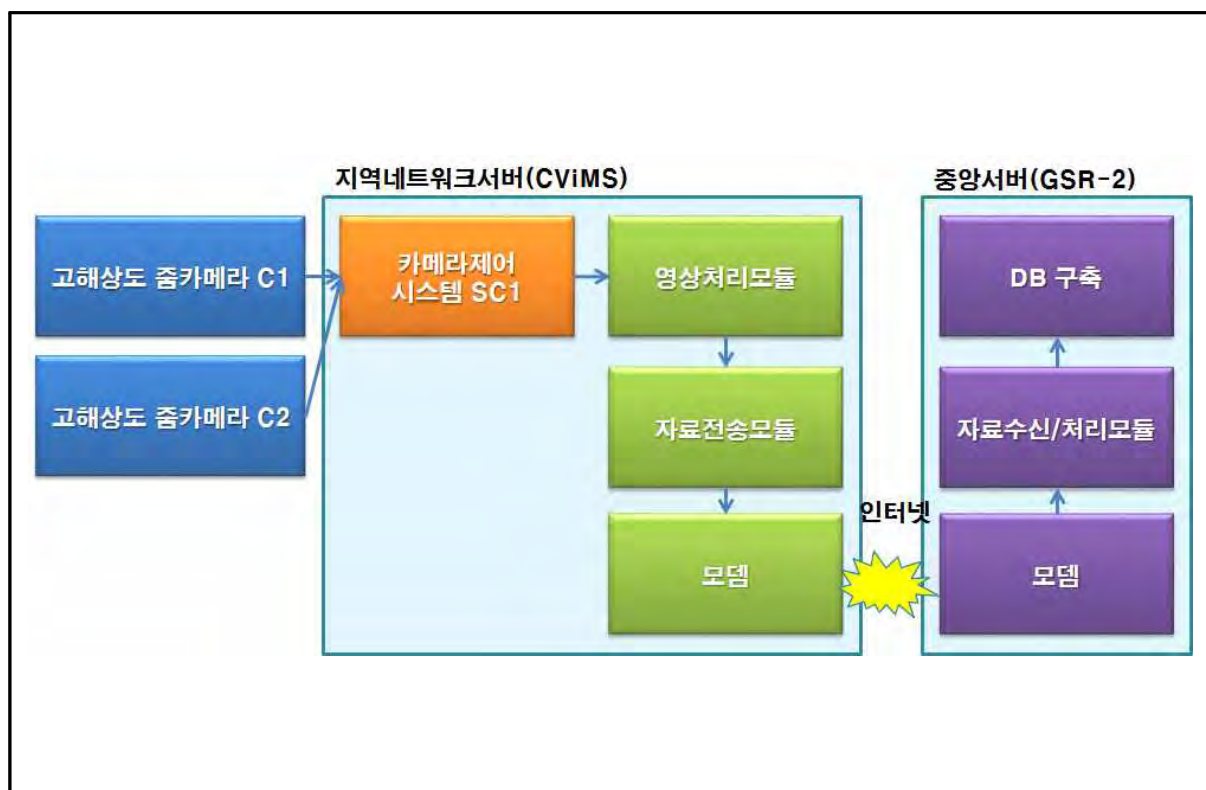 지역네트워크서버(CViMS)
중앙서버(GSR-2)
고해상도 줌카메라 C1
카메라제어
시스템 SC1
영상처리모듈
DB 구축
고해상도 줌카메라 C2
자료전송모듈
자료수신/처리모듈
인터넷
모뎀
모뎀